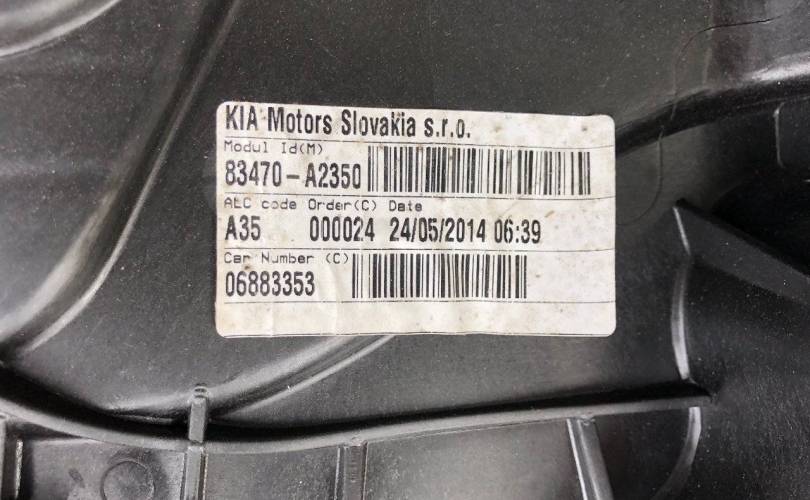 KIA Motors Slovakia s.r.o.
Modul Id(M)
83470-A2350
ALC code Order(C) Date
A35 000024 24/05/2014 06:39
Car Number (C)
06883353